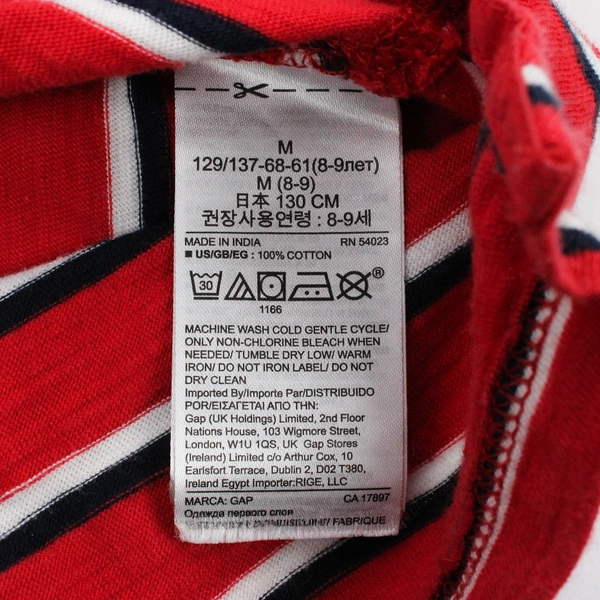 M
129/137-68-61(8-9лет)
M (8-9)
日本 130 CM
권장사용연령 : 8-9세
MADE IN INDIA RN 54023
■ US/GB/EG : 100% COTTON
30 ®
1166
MACHINE WASH COLD GENTLE CYCLE/
ONLY NON-CHLORINE BLEACH WHEN
NEEDED/ TUMBLE DRY LOW/ WARM
IRON/ DO NOT IRON LABEL/ DO NOT
DRY CLEAN
Imported By/Importe Par/DISTRIBUIDO
POR/ΕΙΣΑΓΕΤΑΙ ΑΠΟ ΤΗΝ:
Gap (UK Holdings) Limited, 2nd Floor
Nations House, 103 Wigmore Street,
London, W1U 1QS, UK Gap Stores
(Ireland) Limited c/o Arthur Cox, 10
Earlsfort Terrace, Dublin 2, D02 T380,
Ireland Egypt Importer:RIGE, LLC
MARCA: GAP CA 17897
Одежда первого слоя
/ FABRIQUE